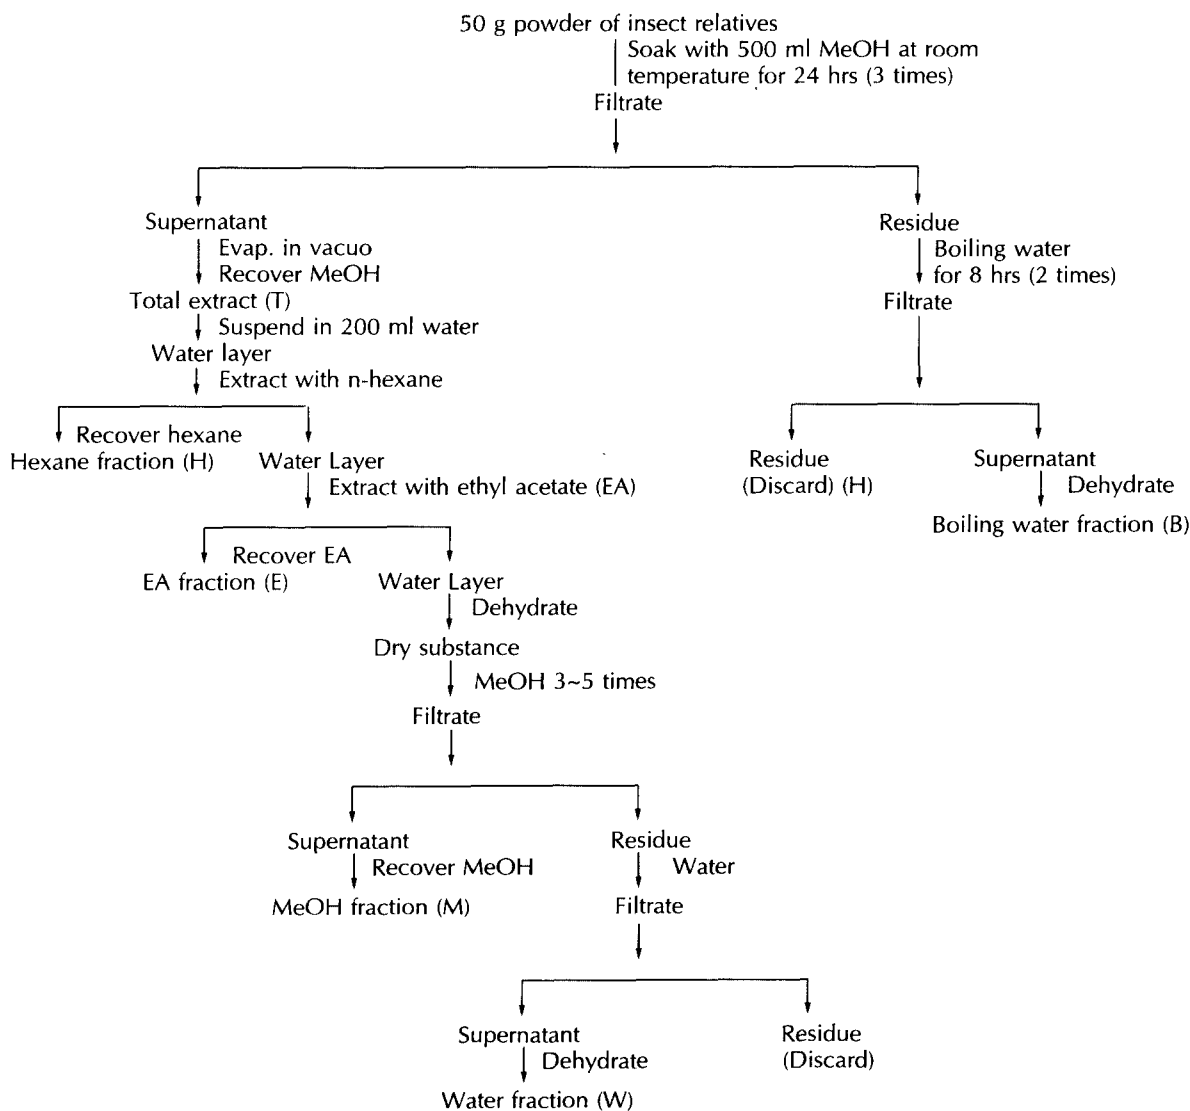 50 g powder of insect relatives
Soak with 500 ml MeOH at room
temperature for 24 hrs (3 times)
Filtrate
Supernatant
Evap. in vacuo
Recover MeOH
Total extract (T)
Suspend in 200 ml water
Water layer
Extract with n-hexane
Recover hexane
Hexane fraction (H)
Water Layer
Extract with ethyl acetate (EA)
Recover EA
EA fraction (E)
Water Layer
Dehydrate
Dry substance
MeOH 3~5 times
Filtrate
Supernatant
Recover MeOH
MeOH fraction (M)
Residue
Water
Filtrate
Supernatant
Dehydrate
Water fraction (W)
Residue
(Discard)
Residue
Boiling water
for 8 hrs (2 times)
Filtrate
Residue
(Discard) (H)
Supernatant
Dehydrate
Boiling water fraction (B)